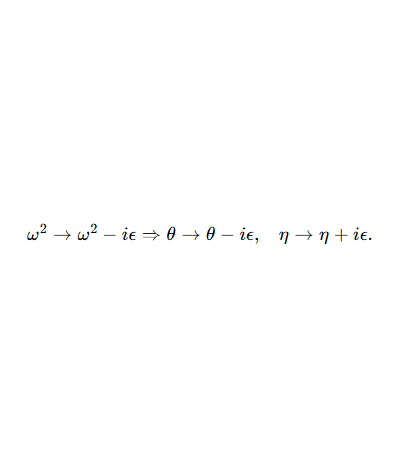 ω² → ω² − iϵ ⇒ θ → θ − iϵ, η → η + iϵ.